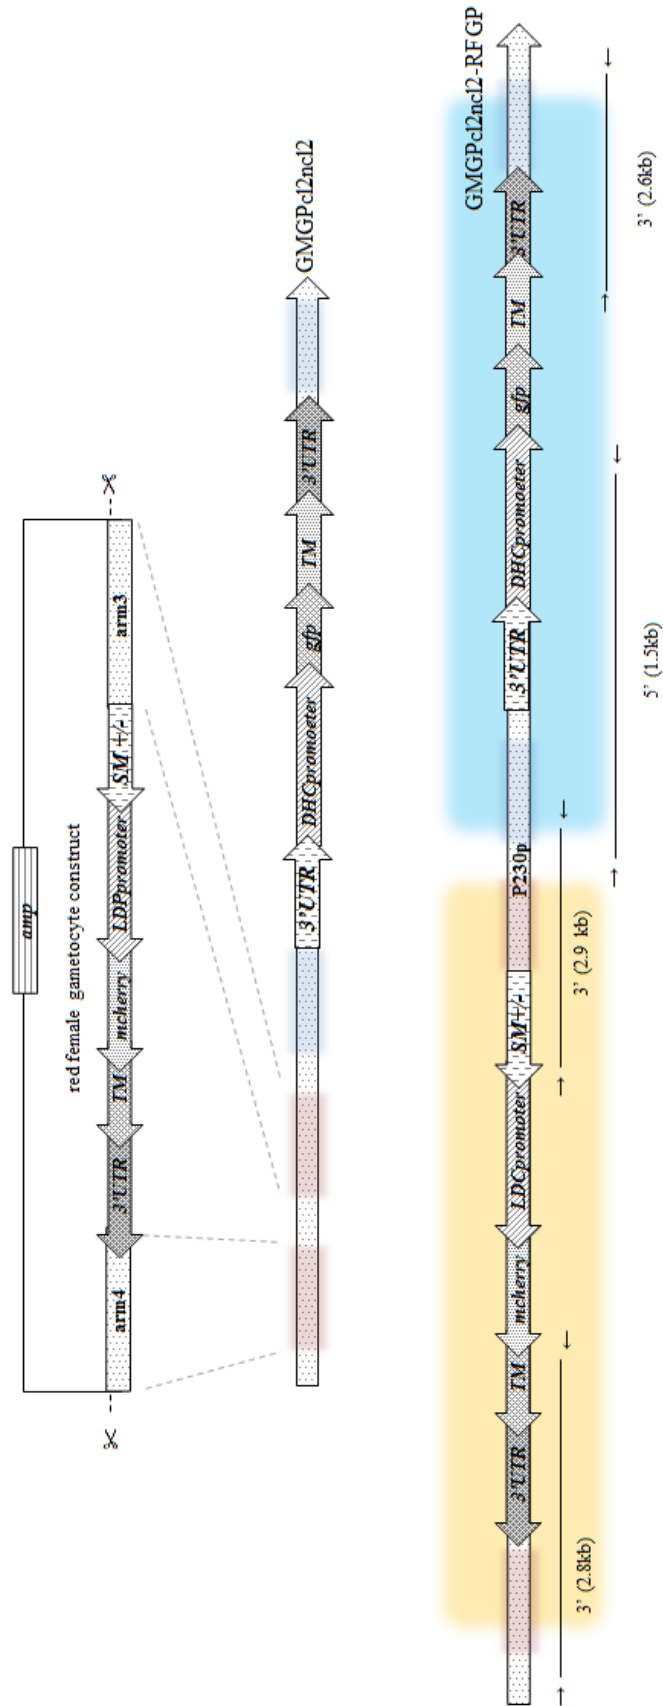 amp
red female gametocyte construct
arm4 3'UTR TM mcherry LDPpromoter SM +/- arm3
3'UTR DHCpromoeter gfp TM 3'UTR GMGPcl2ncl2
GMGPcl2ncl2-RFGP
3'UTR TM mcherry LDCpromoter SM+/- P230p 3'UTR DHCpromoeter gfp TM 3'UTR
3' (2.9 kb)
3' (2.8kb) 5' (1.5kb) 3' (2.6kb)